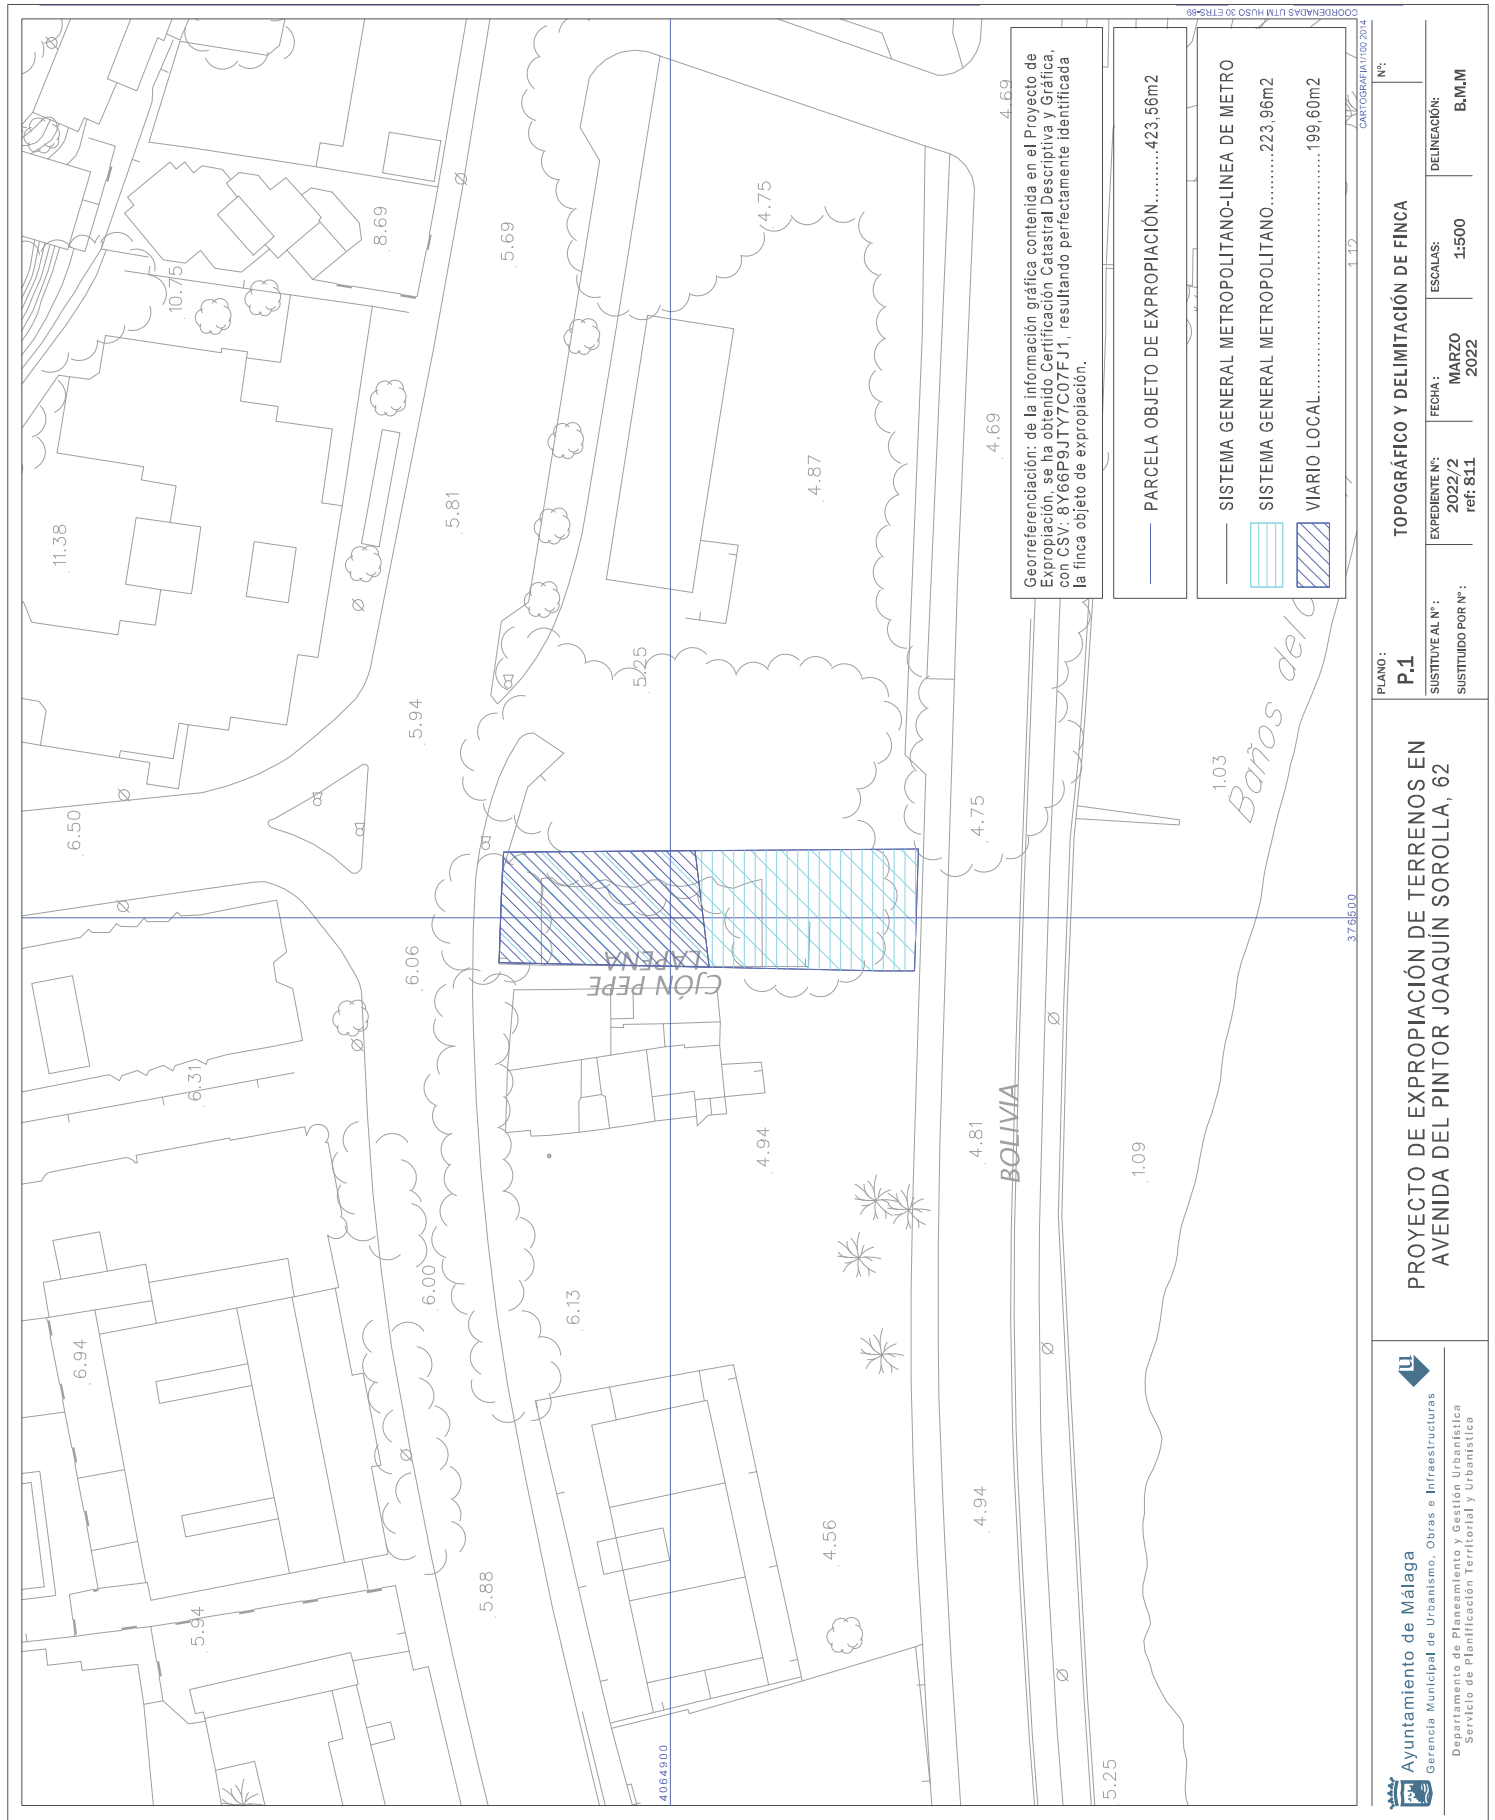 COORDENADAS UTM HUSO 30 ETRS-89
CARTOGRAFIA1/100 2014
Georreferenciación: de la información gráfica contenida en el Proyecto de
Expropiación, se ha obtenido Certificación Catastral Descriptiva y Gráfica,
con CSV: 8Y66P9JTY7C07FJ1, resultando perfectamente identificada
la finca objeto de expropiación.
PARCELA OBJETO DE EXPROPIACIÓN..........423,56m2
SISTEMA GENERAL METROPOLITANO-LINEA DE METRO
SISTEMA GENERAL METROPOLITANO..........223,96m2
VIARIO LOCAL....................................199,60m2
6.94
5.94
6.31
6.50
11.38
10.75
8.69
5.88
6.00
6.06
5.94
5.81
5.69
6.13
4.94
CJÓN PEPE
LAPEÑA
5.25
4.87
4.75
4.56
4.94
4.81
4.75
4.69
4.69
BOLIVIA
5.25
1.09
1.03
1.12
Baños del
4064900
376500
Ayuntamiento de Málaga
Gerencia Municipal de Urbanismo, Obras e Infraestructuras
Departamento de Planeamiento y Gestión Urbanística
Servicio de Planificación Territorial y Urbanística
PROYECTO DE EXPROPIACIÓN DE TERRENOS EN
AVENIDA DEL PINTOR JOAQUÍN SOROLLA, 62
PLANO :
P.1
TOPOGRÁFICO Y DELIMITACIÓN DE FINCA
Nº:
SUSTITUYE AL Nº :
SUSTITUIDO POR Nº :
EXPEDIENTE Nº:
2022/2
ref: 811
FECHA :
MARZO
2022
ESCALAS:
1:500
DELINEACIÓN:
B.M.M